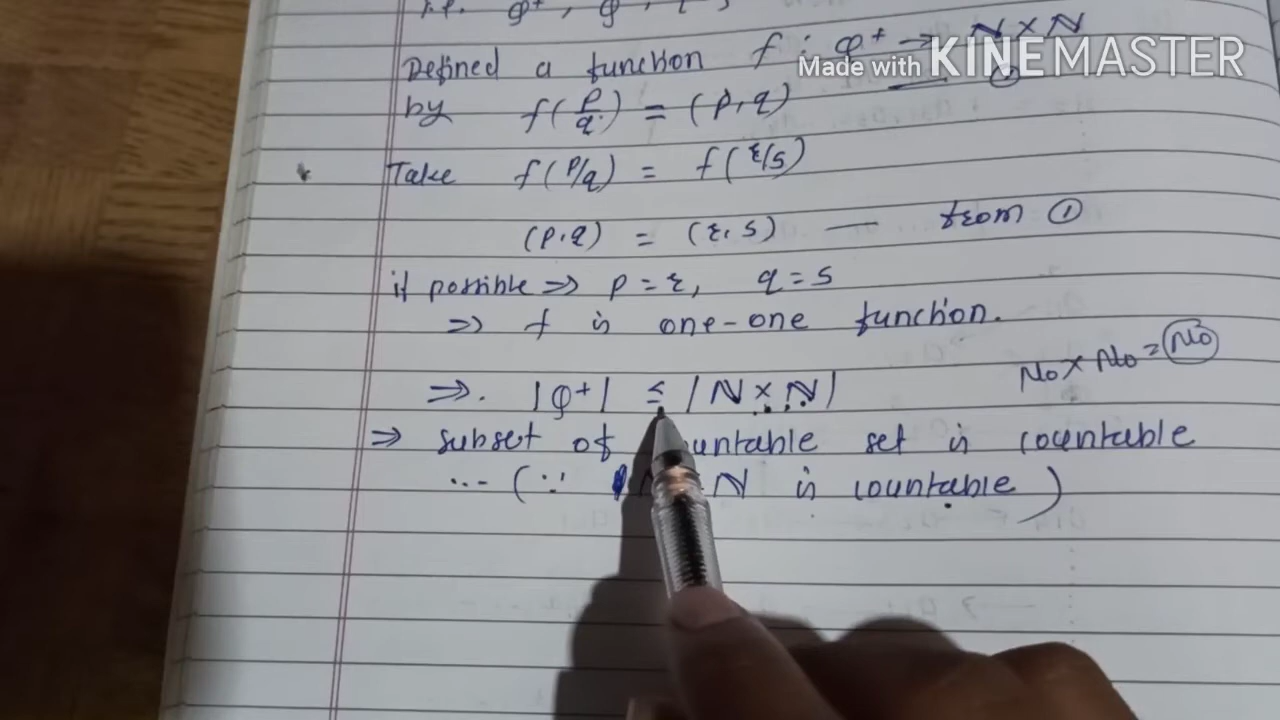 Defined a function f : Q⁺ → N × N
Made with KINEMASTER
by f(p/q) = (p, q) — ①
Take f(p/q) = f(r/s)
(p, q) = (r, s) — from ①
if possible ⇒ p = r, q = s
⇒ f is one-one function.
N₀ × N₀ = N₀
⇒. |Q⁺| ≤ |N × N|
⇒ subset of countable set is countable
... (∵ N N is countable)